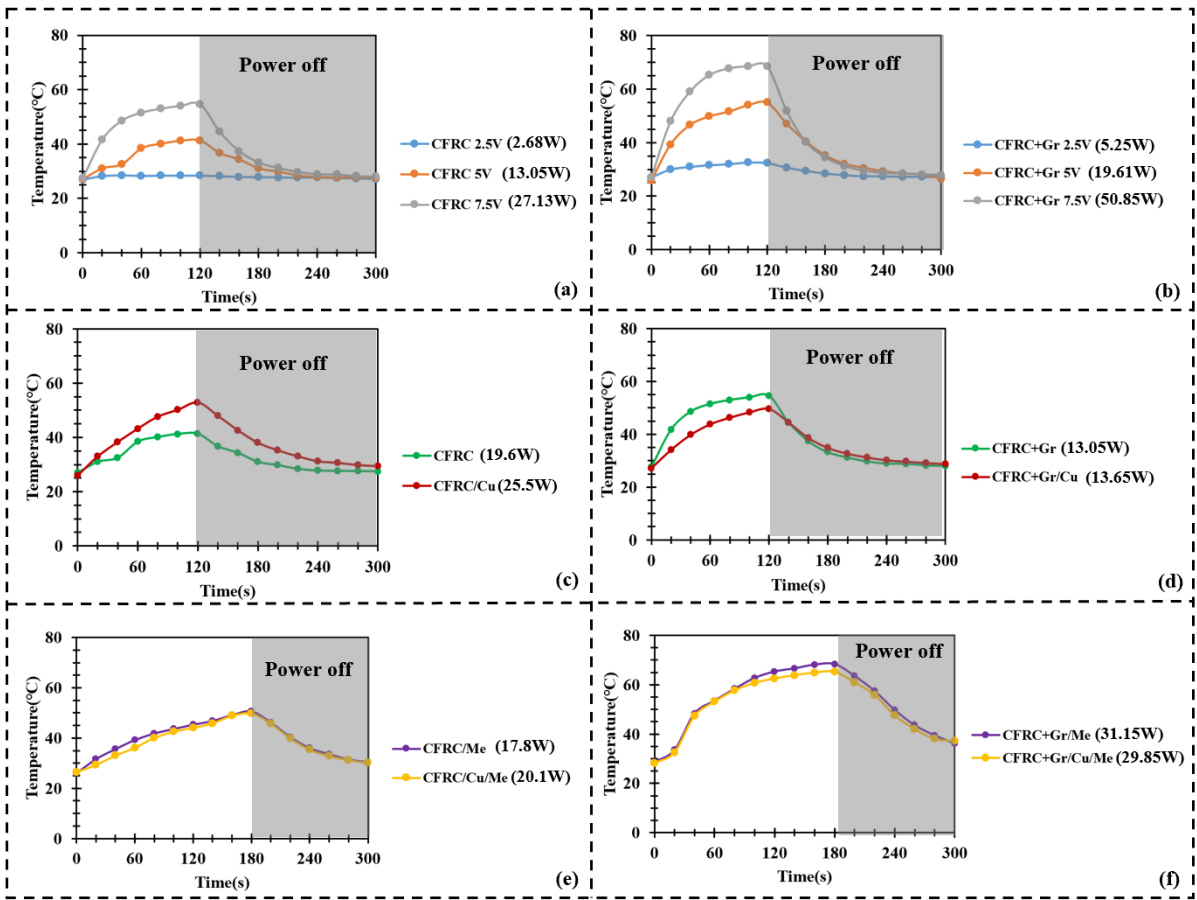 80
60
40
20
0
Temperature(℃)
Power off
CFRC 2.5V (2.68W)
CFRC 5V (13.05W)
CFRC 7.5V (27.13W)
0 60 120 180 240 300
Time(s)
(a)
80
60
40
20
0
Temperature(℃)
Power off
CFRC+Gr 2.5V (5.25W)
CFRC+Gr 5V (19.61W)
CFRC+Gr 7.5V (50.85W)
0 60 120 180 240 300
Time(s)
(b)
80
60
40
20
0
Temperature(℃)
Power off
CFRC (19.6W)
CFRC/Cu (25.5W)
0 60 120 180 240 300
Time(s)
(c)
80
60
40
20
0
Temperature(℃)
Power off
CFRC+Gr (13.05W)
CFRC+Gr/Cu (13.65W)
0 60 120 180 240 300
Time(s)
(d)
80
60
40
20
0
Temperature(℃)
Power off
CFRC/Me (17.8W)
CFRC/Cu/Me (20.1W)
0 60 120 180 240 300
Time(s)
(e)
80
60
40
20
0
Temperature(℃)
Power off
CFRC+Gr/Me (31.15W)
CFRC+Gr/Cu/Me (29.85W)
0 60 120 180 240 300
Time(s)
(f)